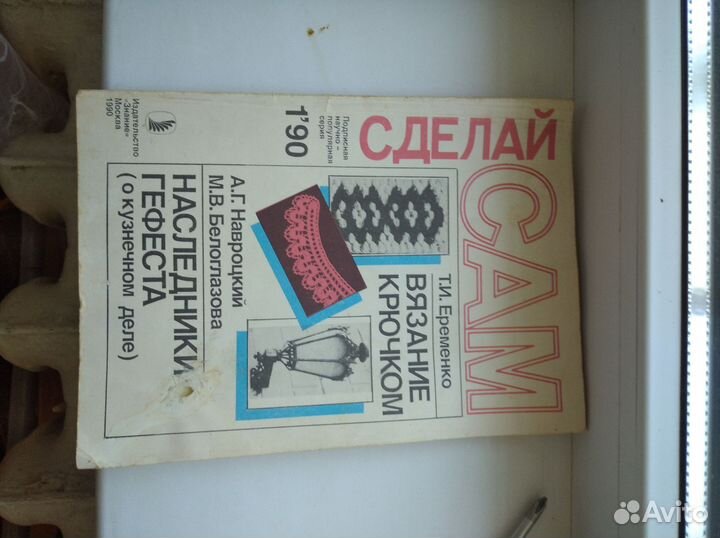 СДЕЛАЙ
САМ
Подписная
научно-
популярная
серия
1'90
Т.И. Еременко
ВЯЗАНИЕ
КРЮЧКОМ
А.Г. Навроцкий
М.В. Белоглазова
НАСЛЕДНИКИ
ГЕФЕСТА
(о кузнечном деле)
Издательство
«Знание»
Москва
1990
Avito